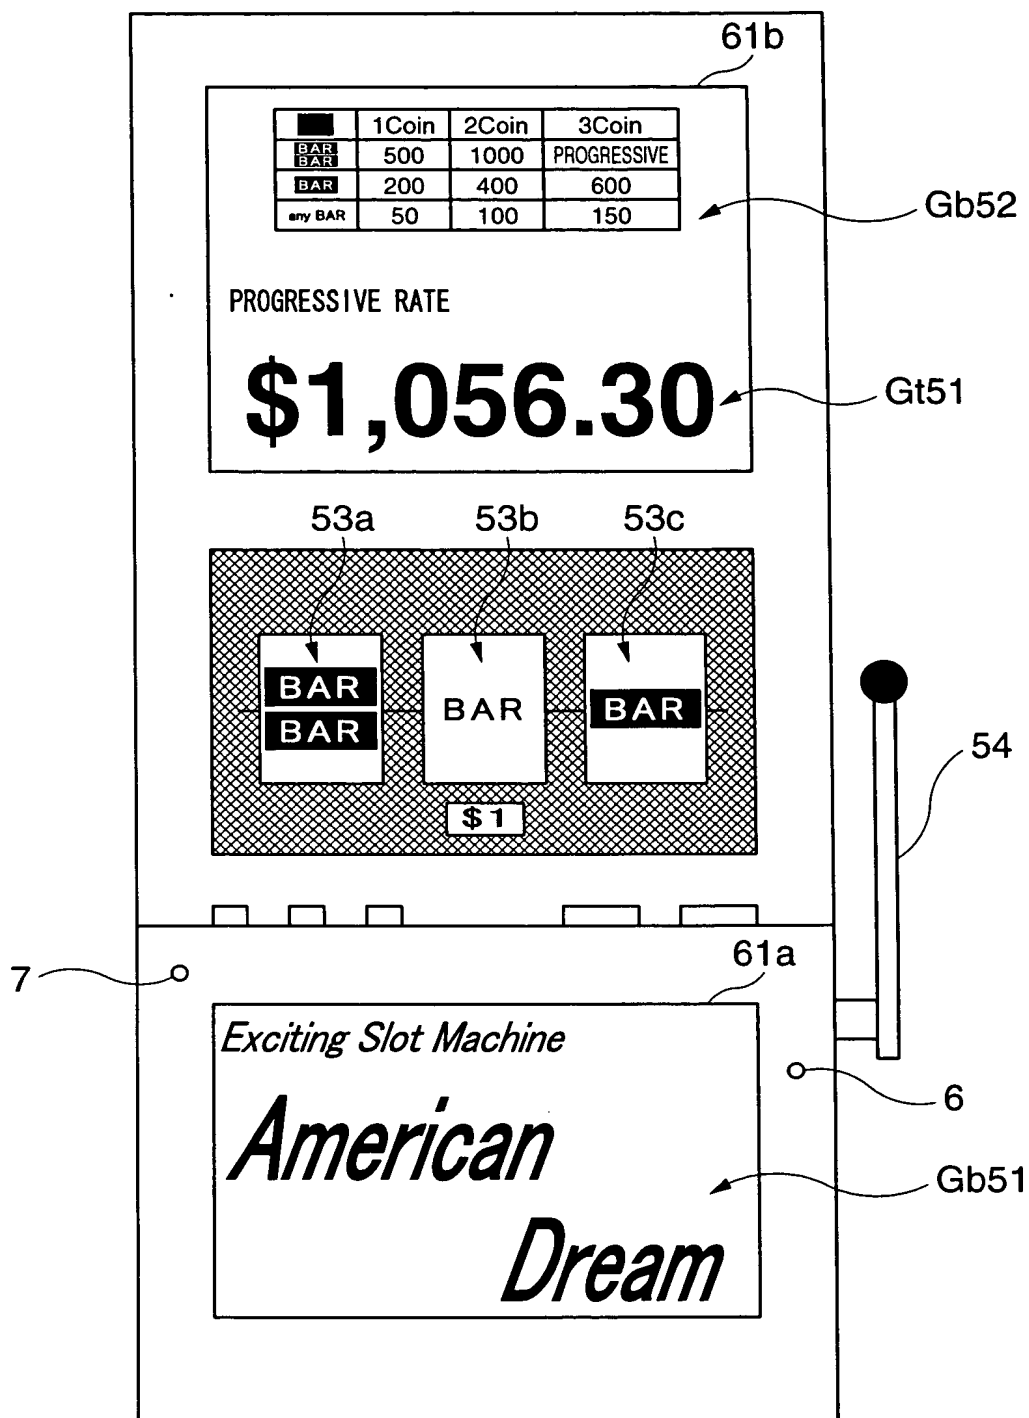 61b
1Coin 2Coin 3Coin
BAR BAR 500 1000 PROGRESSIVE
BAR 200 400 600
any BAR 50 100 150
Gb52
PROGRESSIVE RATE
$1,056.30
Gt51
53a 53b 53c
BAR
BAR
BAR
BAR
$1
54
7
61a
Exciting Slot Machine
6
American
Gb51
Dream